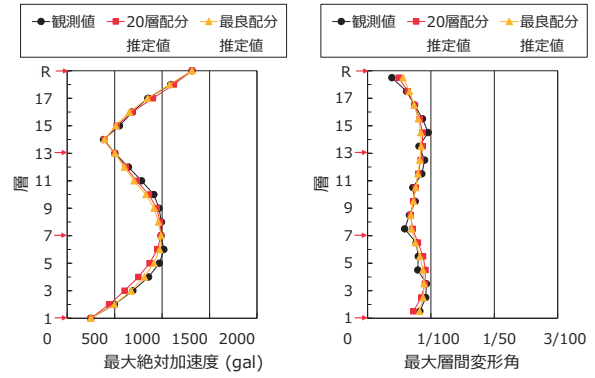 観測値 20層配分 最良配分
推定値 推定値
R
17
15
13
11
9
7
5
3
1
層
0 500 1000 1500 2000
最大絶対加速度 (gal)
観測値 20層配分 最良配分
推定値 推定値
R
17
15
13
11
9
7
5
3
1
層
0 1/100 1/50 3/100
最大層間変形角